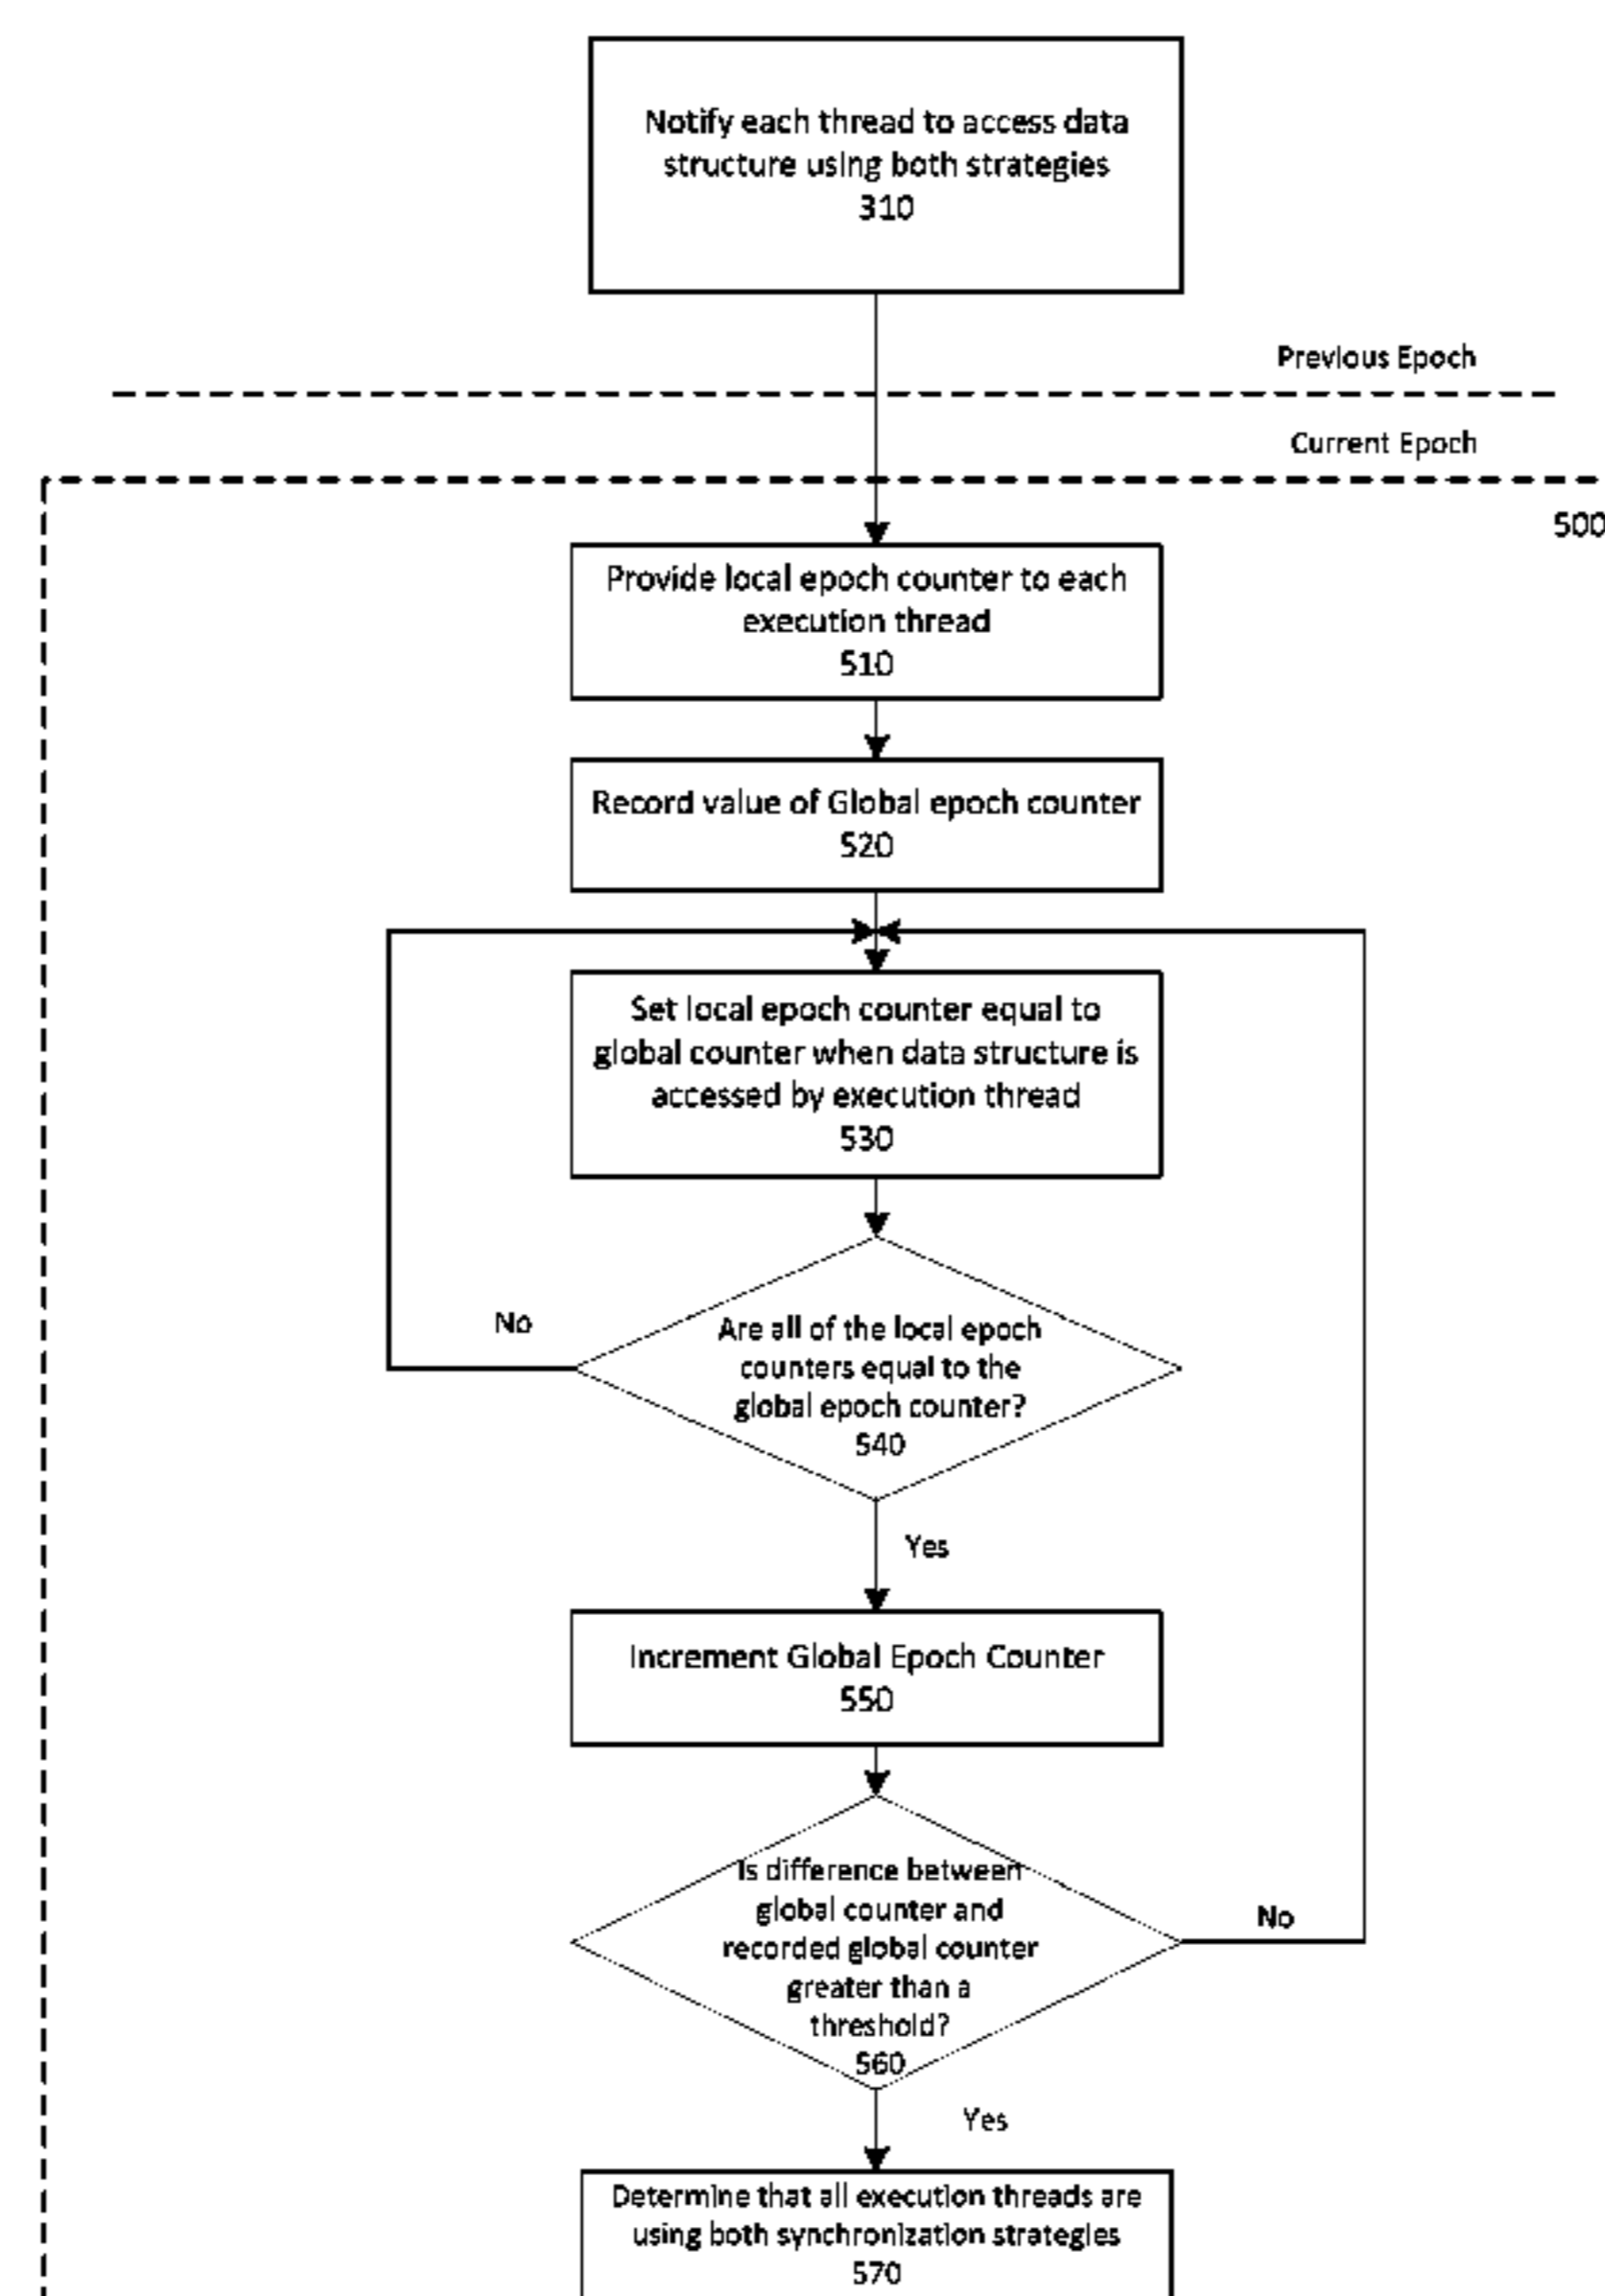 Notify each thread to access data
structure using both strategies
310
Previous Epoch
Current Epoch
500
Provide local epoch counter to each
execution thread
510
Record value of Global epoch counter
520
Set local epoch counter equal to
global counter when data structure is
accessed by execution thread
530
No
Are all of the local epoch
counters equal to the
global epoch counter?
540
Yes
Increment Global Epoch Counter
550
Is difference between
global counter and
recorded global counter
greater than a
threshold?
560
No
Yes
Determine that all execution threads are
using both synchronization strategies
570